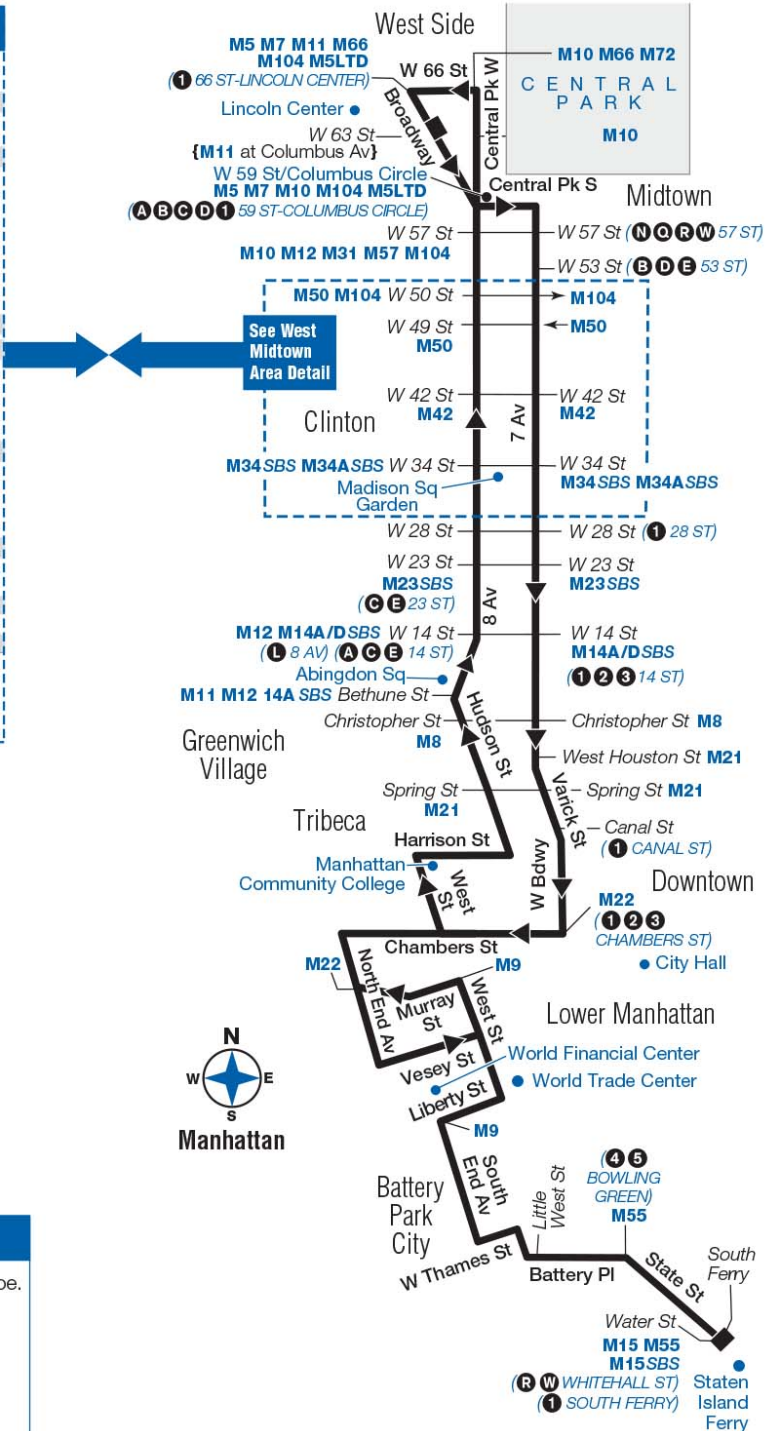 West Side
M5 M7 M11 M66
M104 M5LTD
(1 66 ST-LINCOLN CENTER)
W 66 St
Central Pk W
M10 M66 M72
CENTRAL
PARK
M10
Lincoln Center
Broadway
W 63 St
{M11 at Columbus Av}
W 59 St/Columbus Circle
M5 M7 M10 M104 M5LTD
(A B C D 1 59 ST-COLUMBUS CIRCLE)
Central Pk S
Midtown
W 57 St
M10 M12 M31 M57 M104
W 57 St (N Q R W 57 ST)
W 53 St (B D E 53 ST)
M50 M104 W 50 St
M104
W 49 St
M50
M50
See West
Midtown
Area Detail
W 42 St
M42
W 42 St
M42
Clinton
7 Av
M34SBS M34ASBS W 34 St
W 34 St
M34SBS M34ASBS
Madison Sq
Garden
W 28 St
W 28 St (1 28 ST)
W 23 St
M23SBS
(C E 23 ST)
W 23 St
M23SBS
8 Av
M12 M14A/DSBS W 14 St
(L 8 AV) (A C E 14 ST)
W 14 St
M14A/DSBS
(1 2 3 14 ST)
Abingdon Sq
M11 M12 14A SBS Bethune St
Hudson St
Christopher St
M8
Christopher St M8
Greenwich
Village
West Houston St M21
Spring St
M21
Spring St M21
Varick St
Tribeca
Canal St
(1 CANAL ST)
Harrison St
Manhattan
Community College
West
St
W Bdwy
Downtown
M22
(1 2 3
CHAMBERS ST)
Chambers St
City Hall
M22
North
End Av
M9
Murray
St
West St
Lower Manhattan
Vesey St
World Financial Center
World Trade Center
Liberty St
M9
N
W
E
S
Manhattan
South
End Av
Battery
Park
City
W Thames St
Little
West St
(4 5
BOWLING
GREEN)
M55
Battery Pl
State St
South
Ferry
Water St
M15 M55
M15SBS
(R W WHITEHALL ST)
(1 SOUTH FERRY)
Staten
Island
Ferry